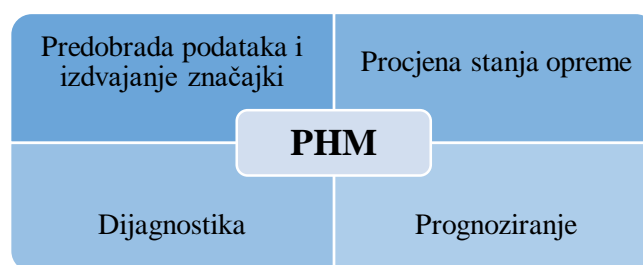 Predobrada podataka i
izdvajanje značajki
Procjena stanja opreme
PHM
Dijagnostika
Prognoziranje